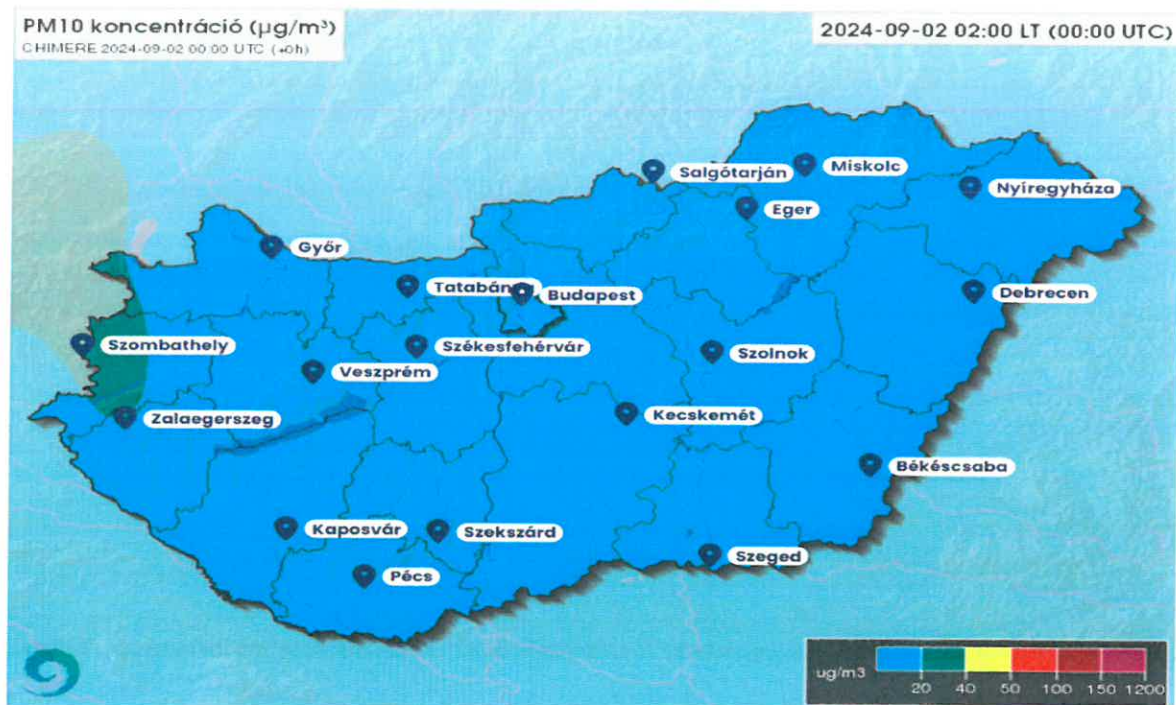 PM10 koncentráció (µg/m³)
CHIMERE 2024-09-02 00:00 UTC (+0h)
2024-09-02 02:00 LT (00:00 UTC)
Salgótarján
Miskolc
Nyíregyháza
Eger
Győr
Tatabán
Budapest
Debrecen
Szombathely
Székesfehérvár
Szolnok
Veszprém
Zalaegerszeg
Kecskemét
Békéscsaba
Kaposvár
Szekszárd
Szeged
Pécs
ug/m3
20 40 50 100 150 1200